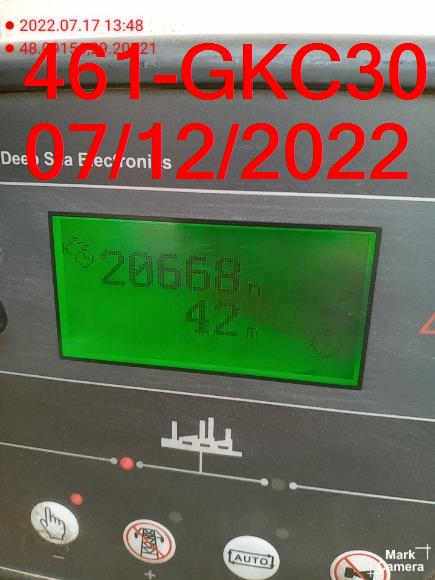 2022.07.17 13:48
461-GKC30
07/12/2022
Deep Sea Electronics
20668 h
42 m
AUTO
Mark
Camera